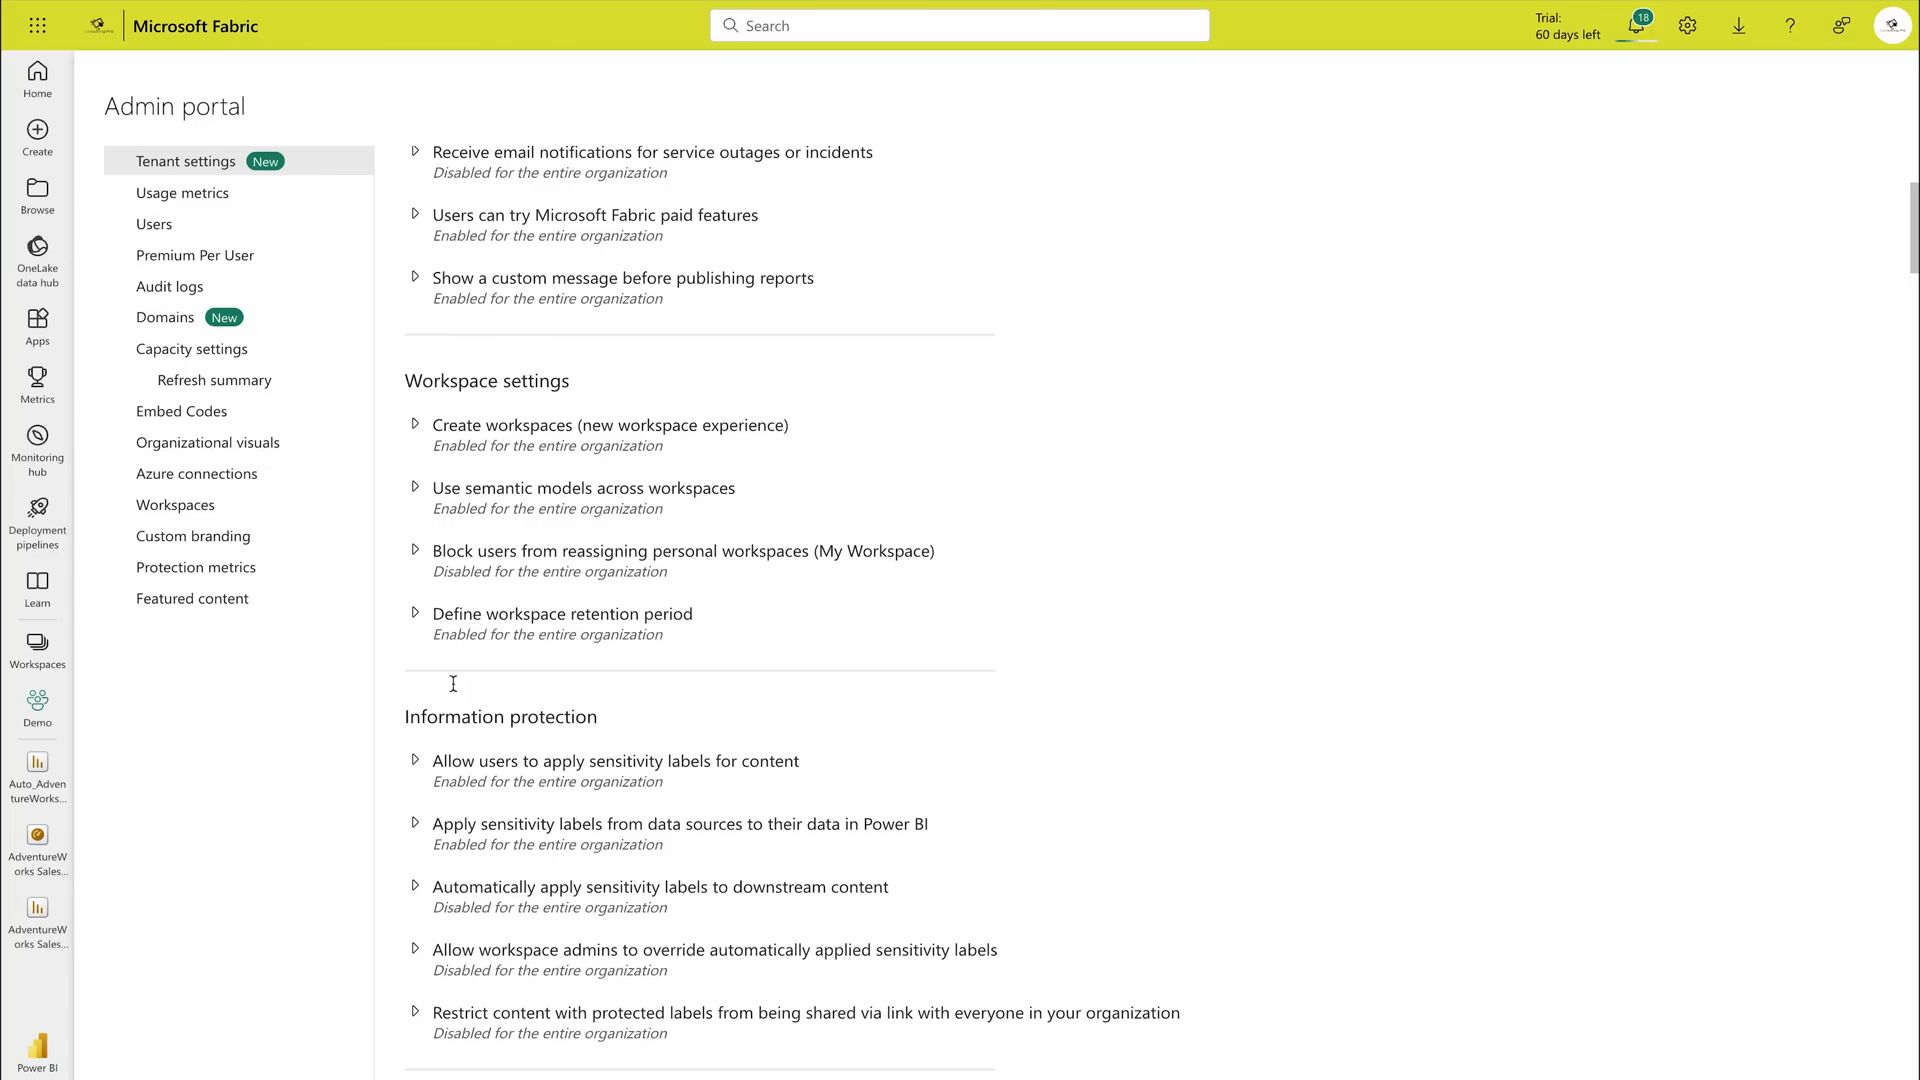 Microsoft Fabric
Search
Trial:
60 days left
18
Home
Create
Browse
OneLake
data hub
Apps
Metrics
Monitoring
hub
Deployment
pipelines
Learn
Workspaces
Demo
Auto_Adven
tureWorks...
AdventureW
orks Sales...
AdventureW
orks Sales...
Power BI
Admin portal
Tenant settings New
Usage metrics
Users
Premium Per User
Audit logs
Domains New
Capacity settings
Refresh summary
Embed Codes
Organizational visuals
Azure connections
Workspaces
Custom branding
Protection metrics
Featured content
Receive email notifications for service outages or incidents
Disabled for the entire organization
Users can try Microsoft Fabric paid features
Enabled for the entire organization
Show a custom message before publishing reports
Enabled for the entire organization
Workspace settings
Create workspaces (new workspace experience)
Enabled for the entire organization
Use semantic models across workspaces
Enabled for the entire organization
Block users from reassigning personal workspaces (My Workspace)
Disabled for the entire organization
Define workspace retention period
Enabled for the entire organization
Information protection
Allow users to apply sensitivity labels for content
Enabled for the entire organization
Apply sensitivity labels from data sources to their data in Power BI
Enabled for the entire organization
Automatically apply sensitivity labels to downstream content
Disabled for the entire organization
Allow workspace admins to override automatically applied sensitivity labels
Disabled for the entire organization
Restrict content with protected labels from being shared via link with everyone in your organization
Disabled for the entire organization